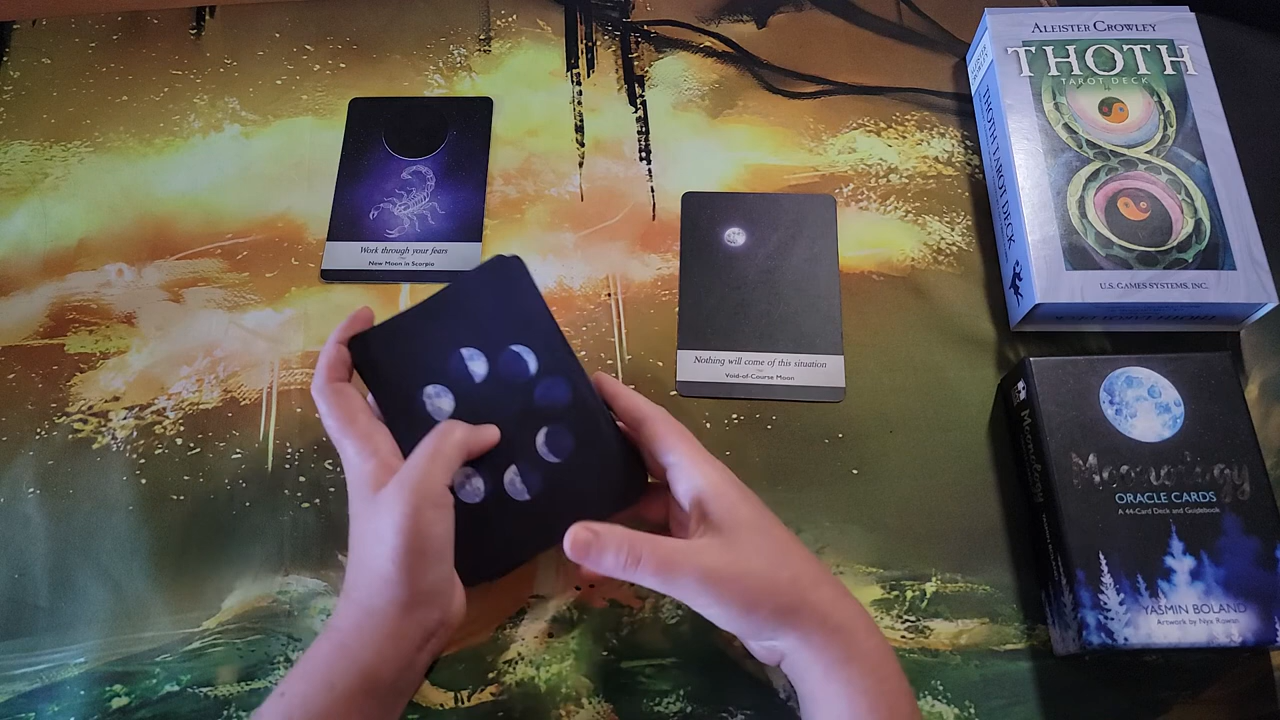 Work through your fears
New Moon in Scorpio
Nothing will come of this situation
Void-of-Course Moon
ALEISTER CROWLEY
THOTH
TAROT DECK
U.S. GAMES SYSTEMS, INC.
THOTH TAROT DECK
Moonology
ORACLE CARDS
A 44-Card Deck and Guidebook
YASMIN BOLAND
Artwork by Nyx Rowan
Moonology